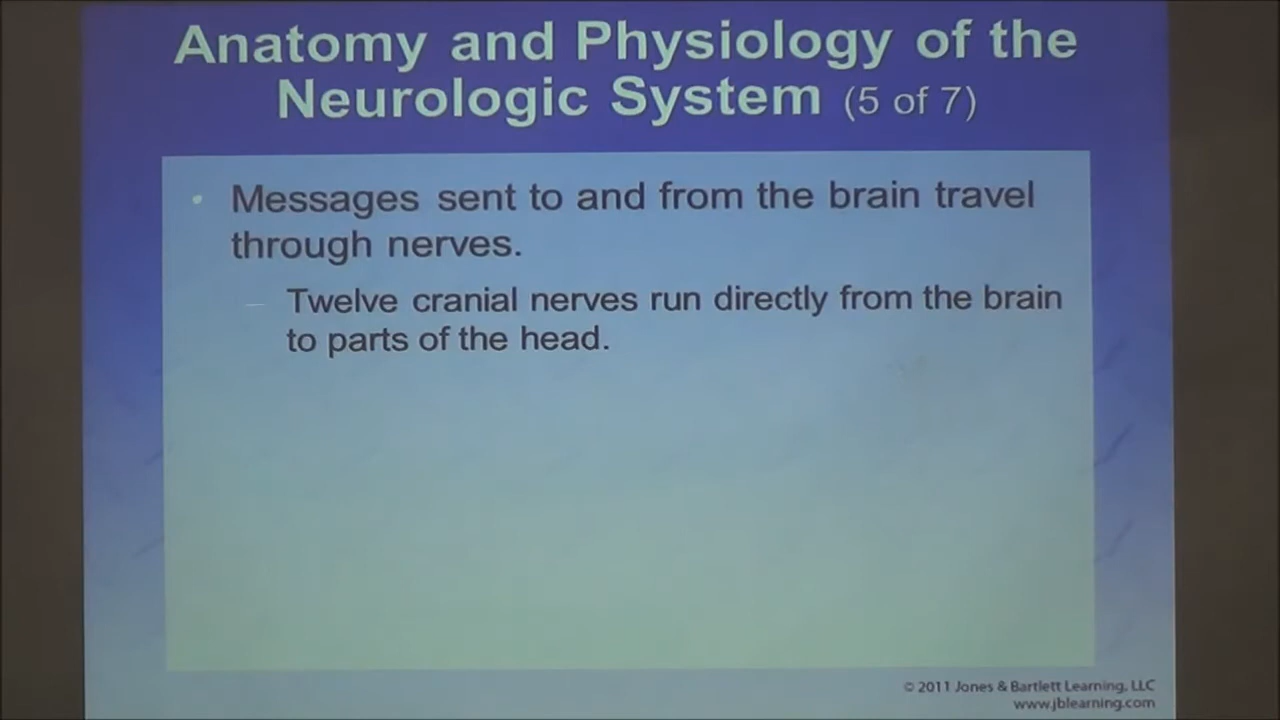 Anatomy and Physiology of the
Neurologic System (5 of 7)
• Messages sent to and from the brain travel
through nerves.
– Twelve cranial nerves run directly from the brain
to parts of the head.
© 2011 Jones & Bartlett Learning, LLC
www.jblearning.com